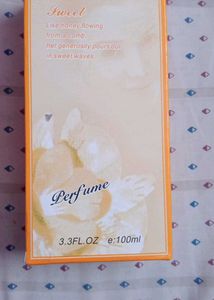 Sweet
Like honey flowing
from a comb,
her generosity pours out
in sweet waves.
Perfume
3.3FL.OZ e:100ml